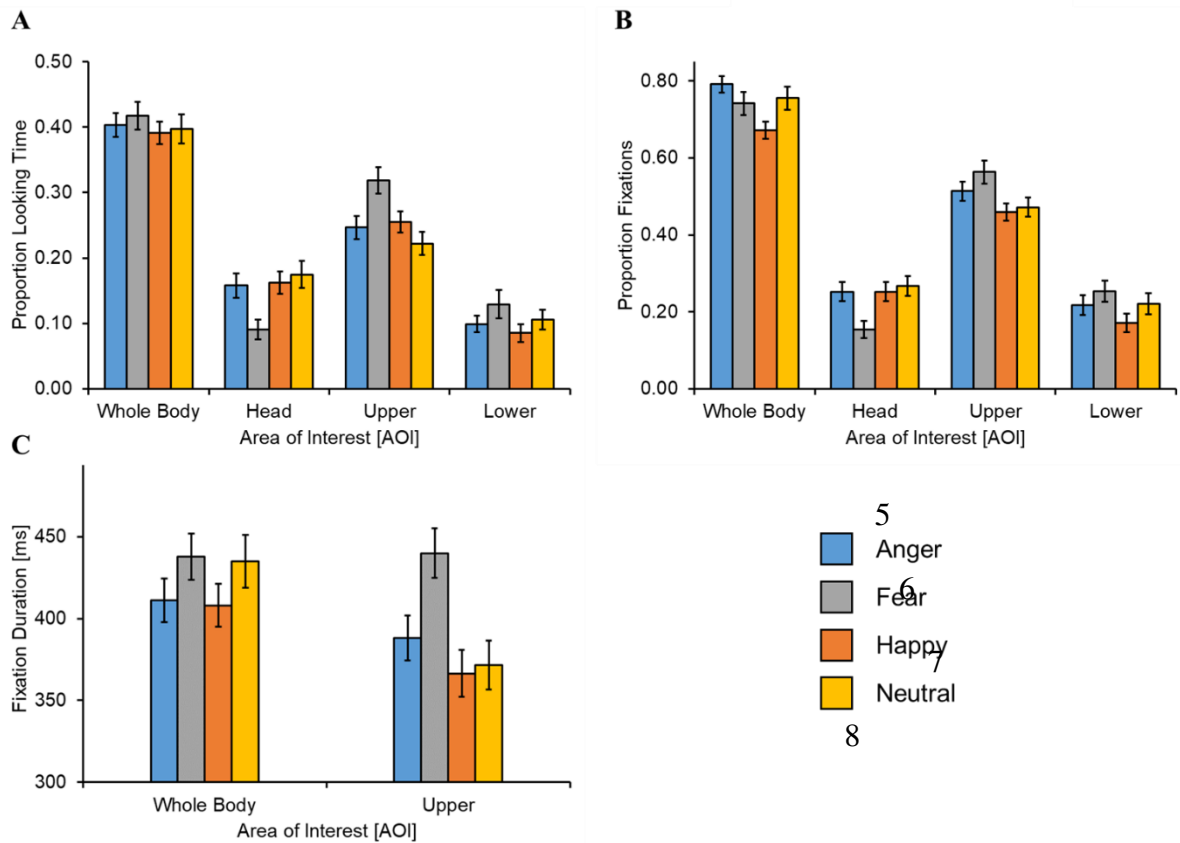 A
0.50
0.40
0.30
0.20
0.10
0.00
Proportion Looking Time
Whole Body Head Upper Lower
Area of Interest [AOI]
B
0.80
0.60
0.40
0.20
0.00
Proportion Fixations
Whole Body Head Upper Lower
Area of Interest [AOI]
C
450
400
350
300
Fixation Duration [ms]
Whole Body Upper
Area of Interest [AOI]
5
Anger
6
Fear
Happy
7
Neutral
8